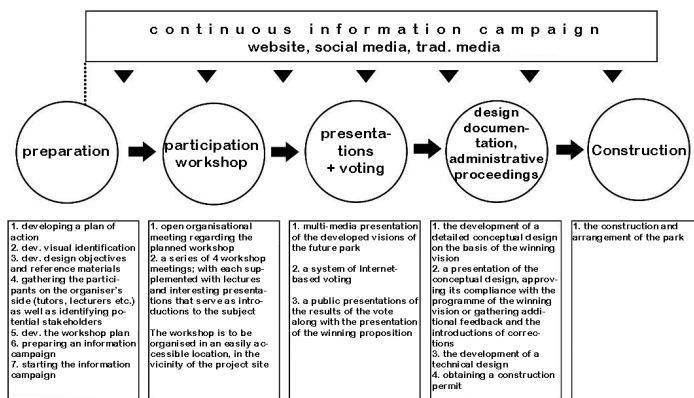 continuous information campaign
website, social media, trad. media
preparation
participation
workshop
presenta-
tions
+ voting
design
documen-
tation,
administrative
proceedings
Construction
1. developing a plan of
action
2. dev. visual identification
3. dev. design objectives
and reference materials
4. gathering the partici-
pants on the organiser's
side (tutors, lecturers etc.)
as well as identifying po-
tential stakeholders
5. dev. the workshop plan
6. preparing an information
campaign
7. starting the information
campaign
1. open organisational
meeting regarding the
planned workshop
2. a series of 4 workshop
meetings; with each sup-
plemented with lectures
and interesting presen-
tations that serve as intro-
ductions to the subject
The workshop is to be
organised in an easily ac-
cessible location, in the
vicinity of the project site
1. multi-media presentation
of the developed visions of
the future park
2. a system of Internet-
based voting
3. a public presentations of
the results of the vote
along with the presentation
of the winning proposition
1. the development of a
detailed conceptual design
on the basis of the winning
vision
2. a presentation of the
conceptual design, approv-
ing its compliance with the
programme of the winning
vision or gathering addi-
tional feedback and the
introductions of correc-
tions
3. the development of a
technical design
4. obtaining a construction
permit
1. the construction and
arrangement of the park